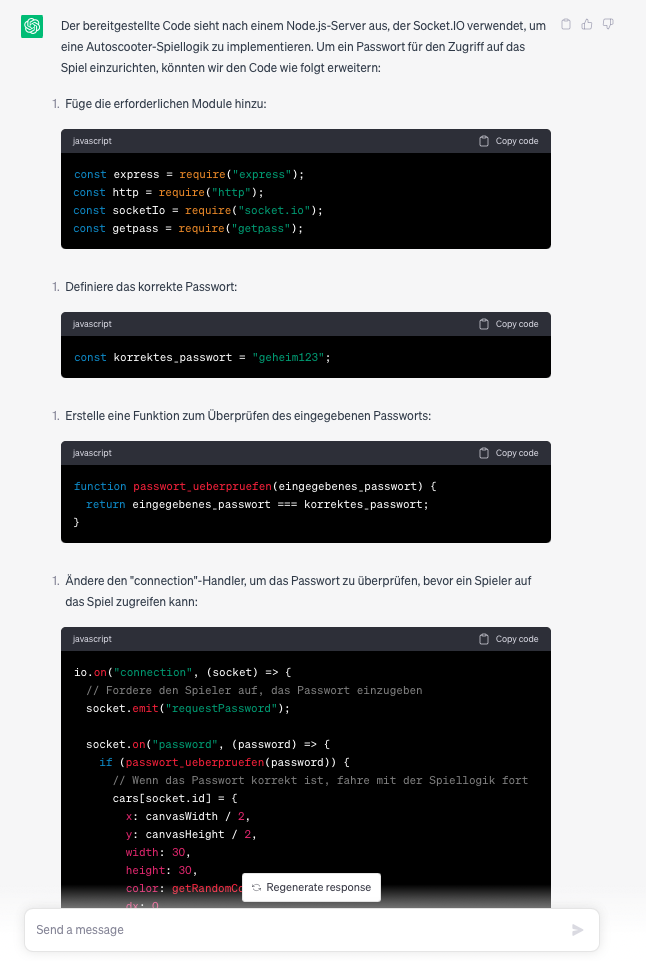 Der bereitgestellte Code sieht nach einem Node.js-Server aus, der Socket.IO verwendet, um
eine Autoscooter-Spiellogik zu implementieren. Um ein Passwort für den Zugriff auf das
Spiel einzurichten, könnten wir den Code wie folgt erweitern:
1. Füge die erforderlichen Module hinzu:
javascript Copy code
const express = require("express");
const http = require("http");
const socketIo = require("socket.io");
const getpass = require("getpass");
1. Definiere das korrekte Passwort:
javascript Copy code
const korrektes_passwort = "geheim123";
1. Erstelle eine Funktion zum Überprüfen des eingegebenen Passworts:
javascript Copy code
function passwort_ueberpruefen(eingegebenes_passwort) {
return eingegebenes_passwort === korrektes_passwort;
}
1. Ändere den "connection"-Handler, um das Passwort zu überprüfen, bevor ein Spieler auf
das Spiel zugreifen kann:
javascript Copy code
io.on("connection", (socket) => {
// Fordere den Spieler auf, das Passwort einzugeben
socket.emit("requestPassword");
socket.on("password", (password) => {
if (passwort_ueberpruefen(password)) {
// Wenn das Passwort korrekt ist, fahre mit der Spiellogik fort
cars[socket.id] = {
x: canvasWidth / 2,
y: canvasHeight / 2,
width: 30,
height: 30,
color:
Regenerate response
dx: 0
Send a message